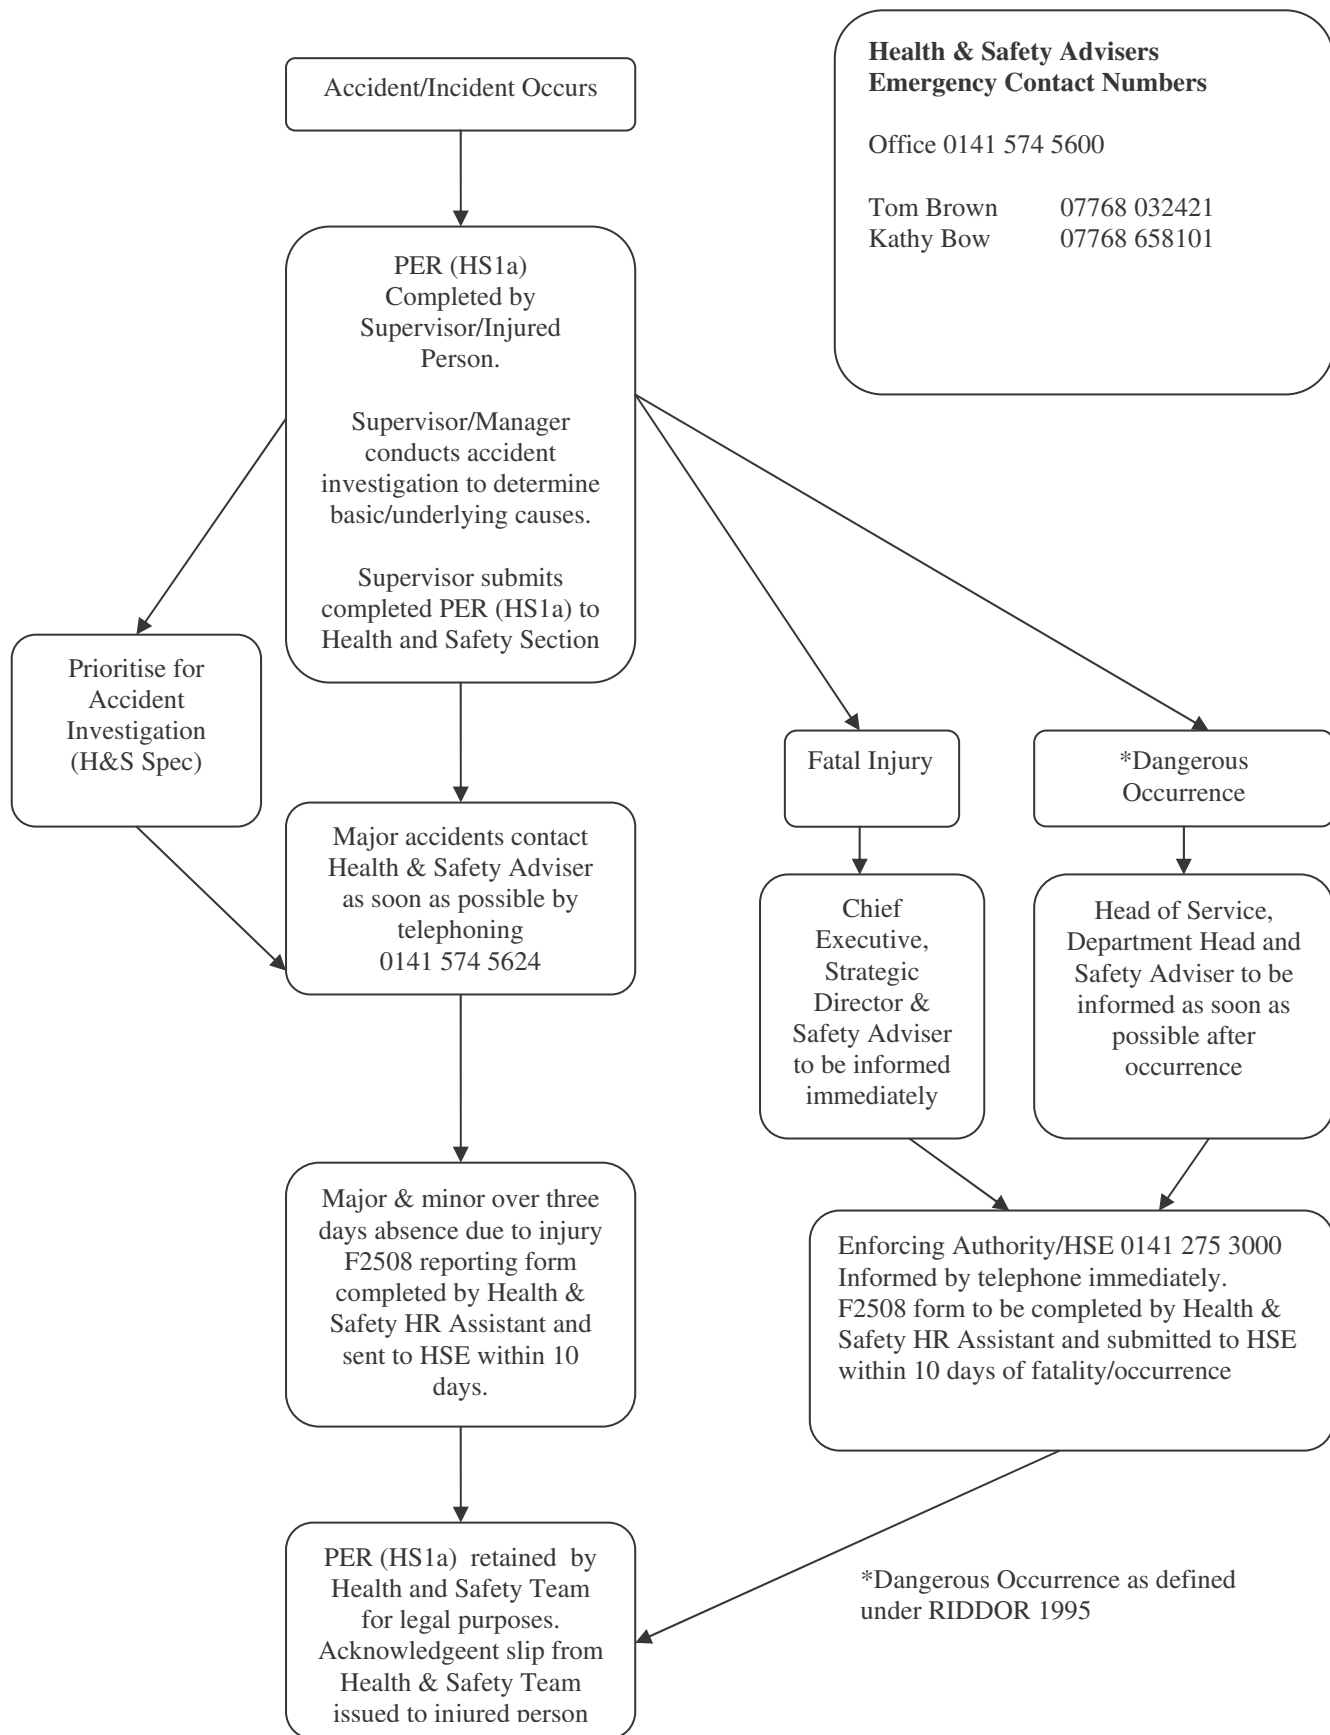 Health & Safety Advisers
Emergency Contact Numbers
Office 0141 574 5600
Tom Brown 07768 032421
Kathy Bow 07768 658101
Accident/Incident Occurs
PER (HS1a)
Completed by
Supervisor/Injured
Person.
Supervisor/Manager
conducts accident
investigation to determine
basic/underlying causes.
Supervisor submits
completed PER (HS1a) to
Health and Safety Section
Prioritise for
Accident
Investigation
(H&S Spec)
Major accidents contact
Health & Safety Adviser
as soon as possible by
telephoning
0141 574 5624
Fatal Injury
*Dangerous
Occurrence
Chief
Executive,
Strategic
Director &
Safety Adviser
to be informed
immediately
Head of Service,
Department Head and
Safety Adviser to be
informed as soon as
possible after
occurrence
Major & minor over three
days absence due to injury
F2508 reporting form
completed by Health &
Safety HR Assistant and
sent to HSE within 10
days.
Enforcing Authority/HSE 0141 275 3000
Informed by telephone immediately.
F2508 form to be completed by Health &
Safety HR Assistant and submitted to HSE
within 10 days of fatality/occurrence
PER (HS1a) retained by
Health and Safety Team
for legal purposes.
Acknowledgeent slip from
Health & Safety Team
issued to injured person
*Dangerous Occurrence as defined
under RIDDOR 1995